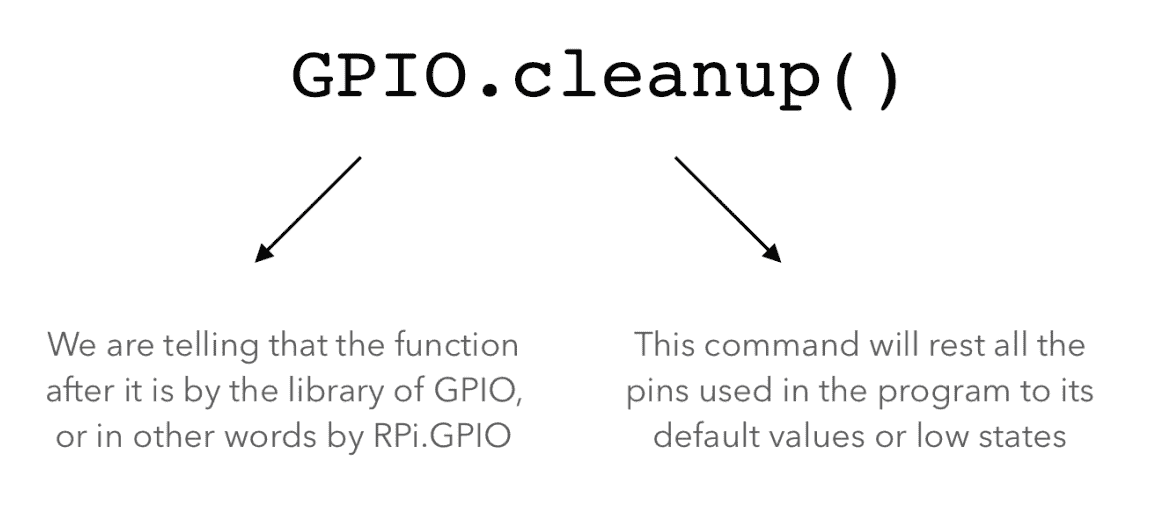 GPIO.cleanup()
We are telling that the function
after it is by the library of GPIO,
or in other words by RPi.GPIO
This command will rest all the
pins used in the program to its
default values or low states